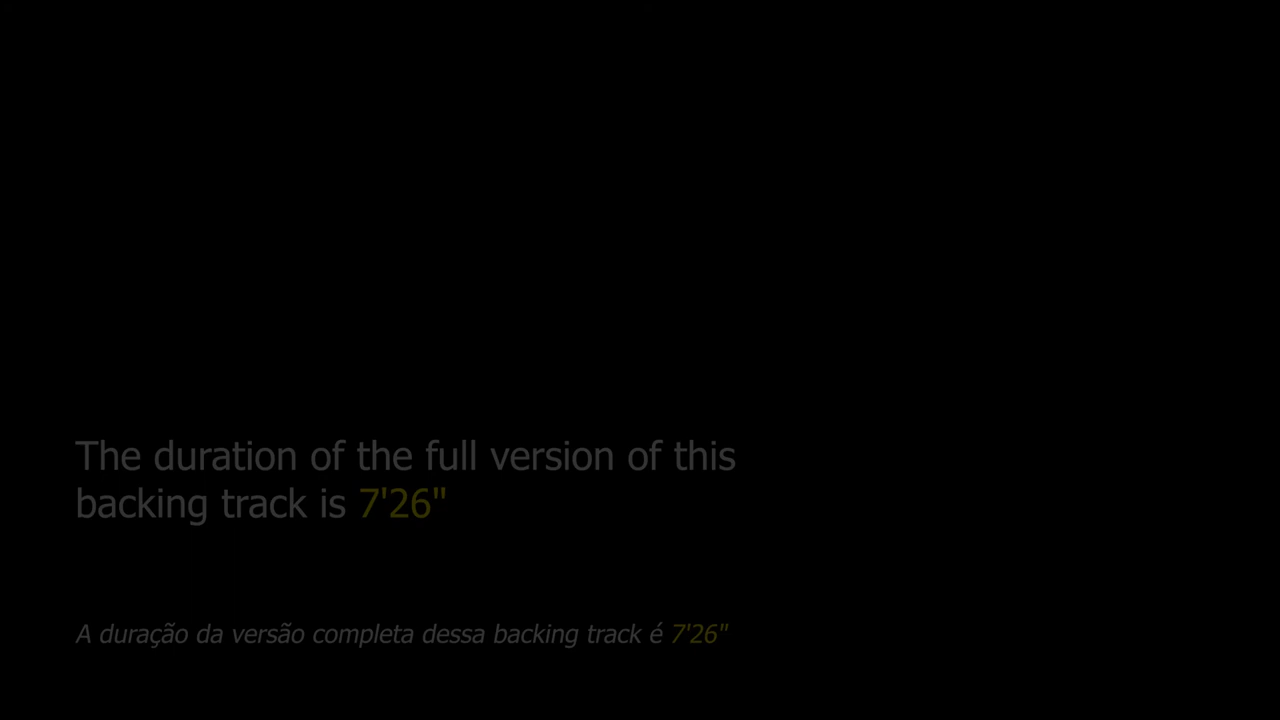 The duration of the full version of this
backing track is 7'26"
A duração da versão completa dessa backing track é 7'26"